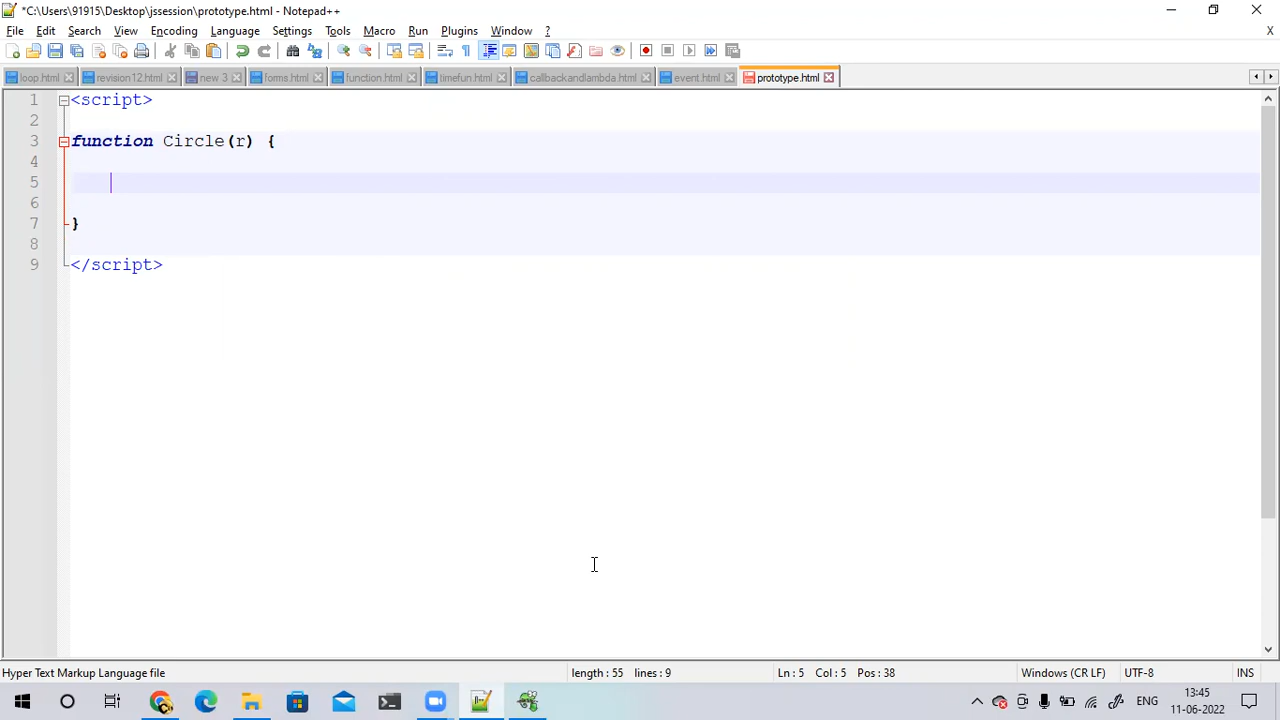 *C:\Users\91915\Desktop\jssession\prototype.html - Notepad++
File Edit Search View Encoding Language Settings Tools Macro Run Plugins Window ?
X
loop.html revision12.html new 3 forms.html function.html timefun.html callbackandlambda.html event.html prototype.html
1 <script>
2
3 function Circle(r) {
4
5
6
7 }
8
9 </script>
Hyper Text Markup Language file length : 55 lines : 9 Ln : 5 Col : 5 Pos : 38 Windows (CR LF) UTF-8 INS
ENG 13:45
11-06-2022